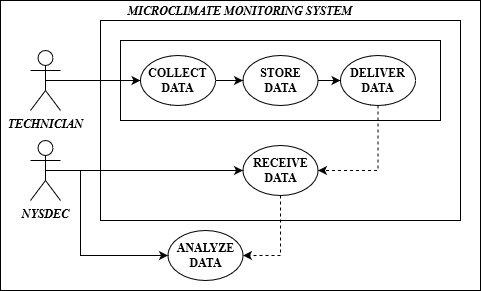 MICROCLIMATE MONITORING SYSTEM
COLLECT
DATA
STORE
DATA
DELIVER
DATA
TECHNICIAN
RECEIVE
DATA
NYSDEC
ANALYZE
DATA